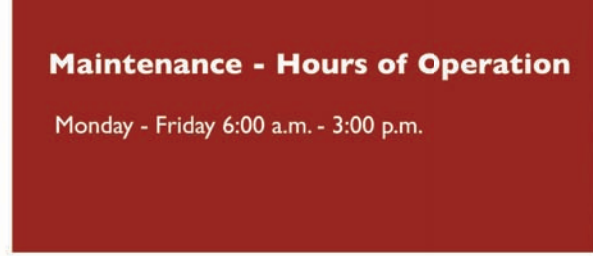 Maintenance - Hours of Operation
Monday - Friday 6:00 a.m. - 3:00 p.m.